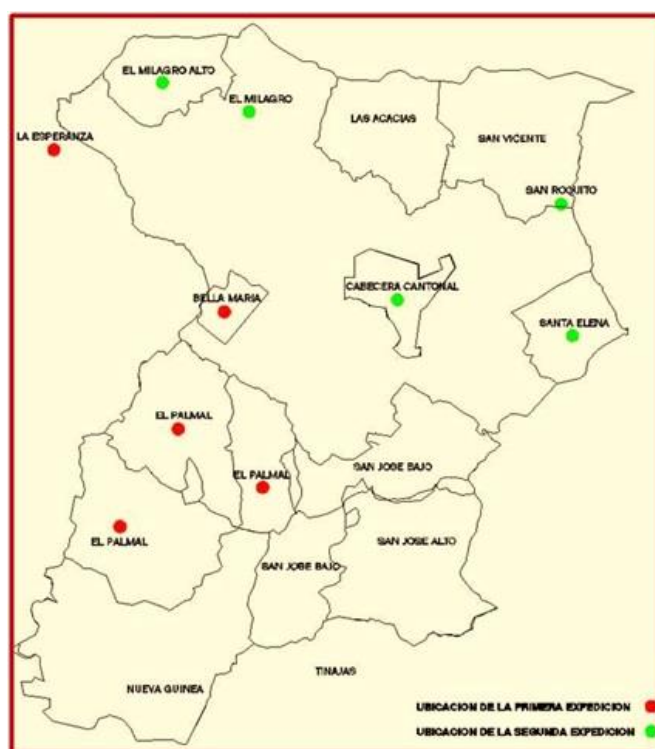 EL MILAGRO ALTO
EL MILAGRO
LAS ACACIAS
LA ESPERANZA
SAN VICENTE
SAN ROQUITO
CABECERA CANTONAL
BELLA MARIA
SANTA ELENA
EL PALMAL
SAN JOSE BAJO
EL PALMAL
EL PALMAL
SAN JOSE ALTO
SAN JOSE BAJO
TINAJAS
NUEVA GUINEA
UBICACION DE LA PRIMERA EXPEDICION
UBICACION DE LA SEGUNDA EXPEDICION